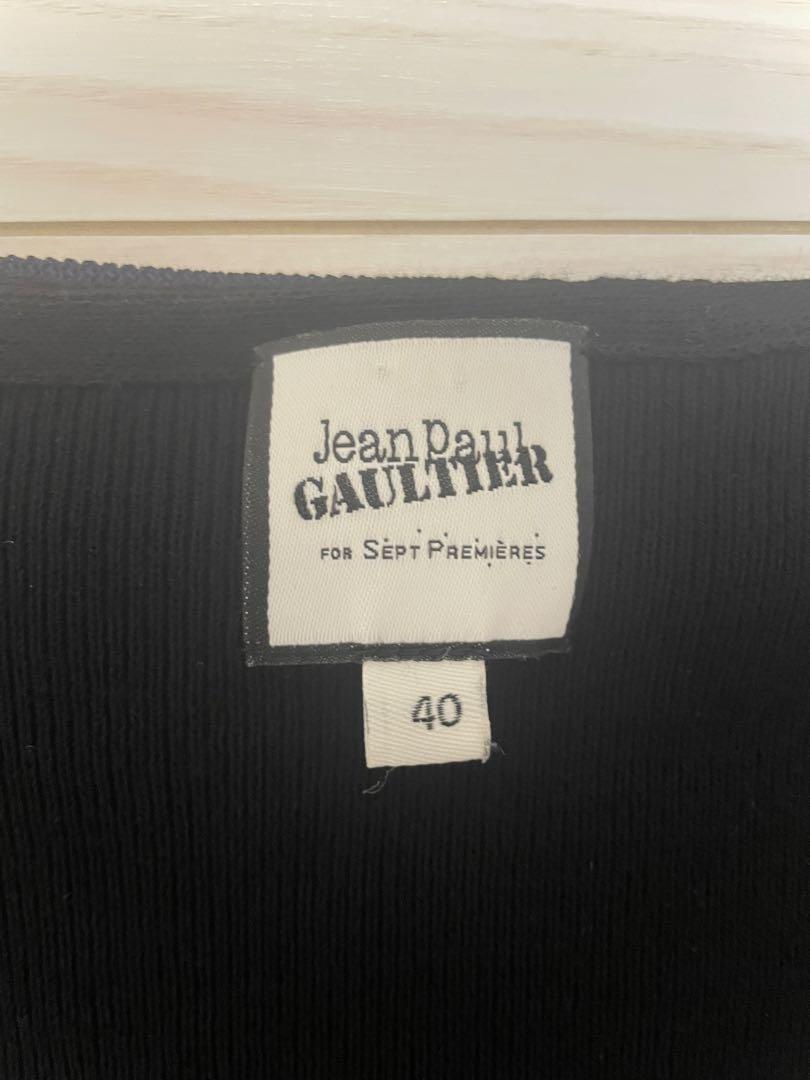 Jean Paul
GAULTIER
FOR SEPT PREMIÈRES
40